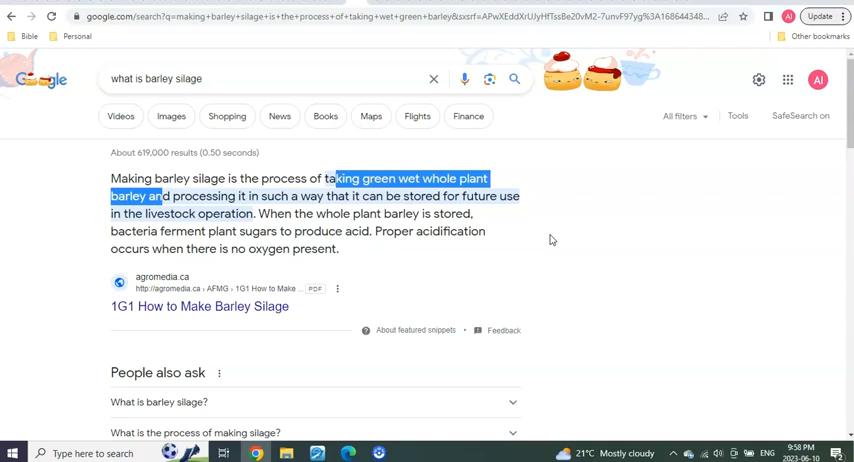 google.com/search?q=making+barley+silage+is+the+process+of+taking+wet+green+barley&sxsrf=APwXEddXrUJyHfTssBe20vM2-7unvF97yg%3A168644348...
AI
Update
Bible
Personal
Other bookmarks
Google
what is barley silage
AI
Videos
Images
Shopping
News
Books
Maps
Flights
Finance
All filters
Tools
SafeSearch on
About 619,000 results (0.50 seconds)
Making barley silage is the process of taking green wet whole plant
barley and processing it in such a way that it can be stored for future use
in the livestock operation. When the whole plant barley is stored,
bacteria ferment plant sugars to produce acid. Proper acidification
occurs when there is no oxygen present.
agromedia.ca
http://agromedia.ca › AFMG › 1G1 How to Make ... PDF
1G1 How to Make Barley Silage
About featured snippets • Feedback
People also ask
What is barley silage?
What is the process of making silage?
Type here to search
21°C Mostly cloudy
ENG
9:58 PM
2023-06-10
2